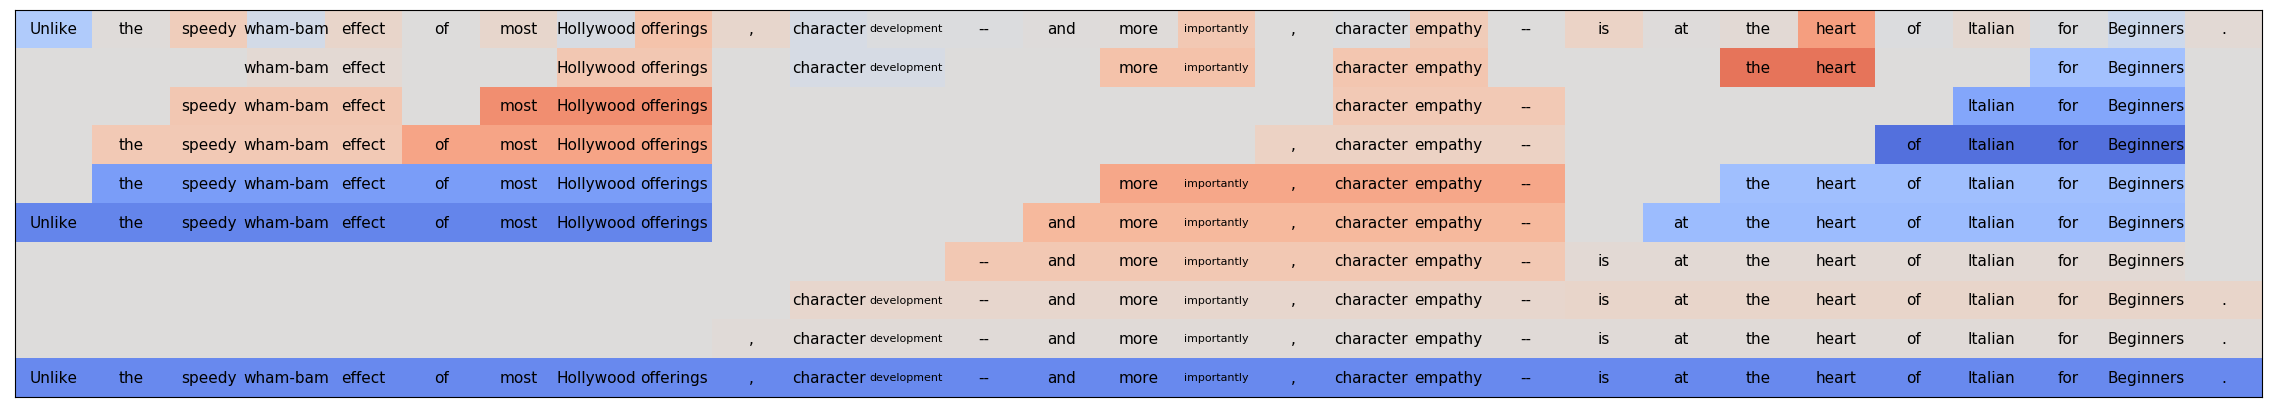 Unlike the speedy wham-bam effect of most Hollywood offerings , character development -- and more importantly , character empathy -- is at the heart of Italian for Beginners .
wham-bam effect Hollywood offerings character development more importantly character empathy the heart for Beginners
speedy wham-bam effect most Hollywood offerings character empathy -- Italian for Beginners
the speedy wham-bam effect of most Hollywood offerings , character empathy -- of Italian for Beginners
the speedy wham-bam effect of most Hollywood offerings more importantly , character empathy -- the heart of Italian for Beginners
Unlike the speedy wham-bam effect of most Hollywood offerings and more importantly , character empathy -- at the heart of Italian for Beginners
-- and more importantly , character empathy -- is at the heart of Italian for Beginners
character development -- and more importantly , character empathy -- is at the heart of Italian for Beginners .
, character development -- and more importantly , character empathy -- is at the heart of Italian for Beginners .
Unlike the speedy wham-bam effect of most Hollywood offerings , character development -- and more importantly , character empathy -- is at the heart of Italian for Beginners .